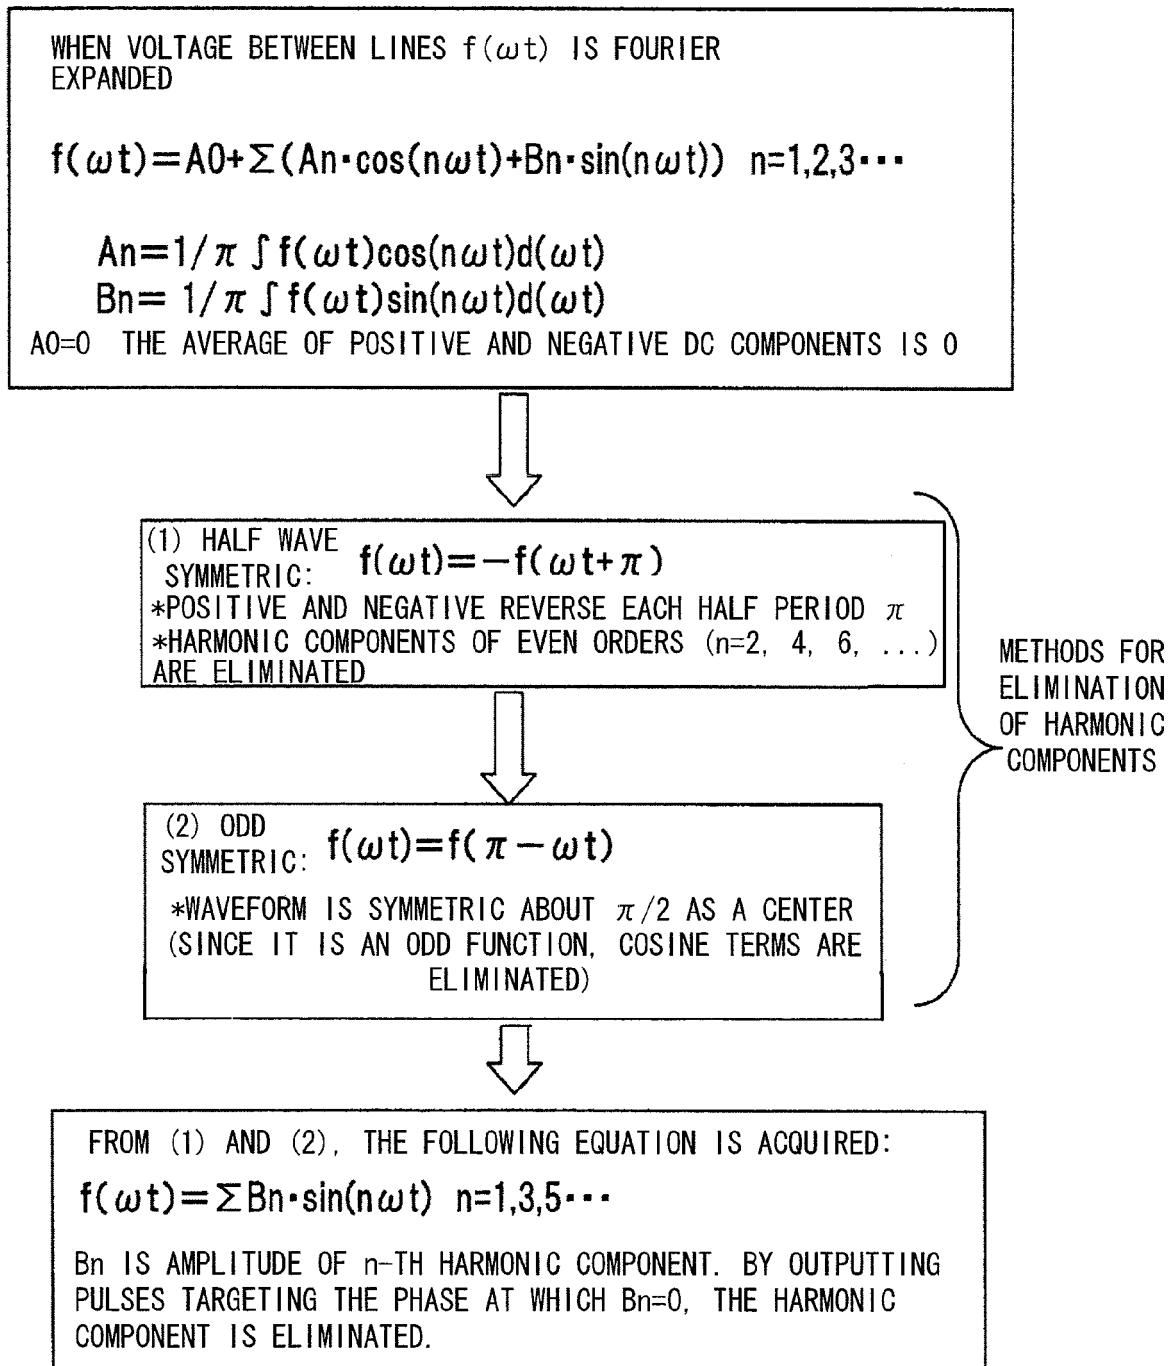 WHEN VOLTAGE BETWEEN LINES f(ωt) IS FOURIER
EXPANDED
f(ωt)=A0+Σ(An·cos(nωt)+Bn·sin(nωt)) n=1,2,3···
An=1/π ∫f(ωt)cos(nωt)d(ωt)
Bn= 1/π ∫f(ωt)sin(nωt)d(ωt)
A0=0 THE AVERAGE OF POSITIVE AND NEGATIVE DC COMPONENTS IS 0
(1) HALF WAVE
SYMMETRIC: f(ωt)=-f(ωt+π)
*POSITIVE AND NEGATIVE REVERSE EACH HALF PERIOD π
*HARMONIC COMPONENTS OF EVEN ORDERS (n=2, 4, 6, ...)
ARE ELIMINATED
METHODS FOR
ELIMINATION
OF HARMONIC
COMPONENTS
(2) ODD
SYMMETRIC: f(ωt)=f(π-ωt)
*WAVEFORM IS SYMMETRIC ABOUT π/2 AS A CENTER
(SINCE IT IS AN ODD FUNCTION, COSINE TERMS ARE
ELIMINATED)
FROM (1) AND (2), THE FOLLOWING EQUATION IS ACQUIRED:
f(ωt)=ΣBn·sin(nωt) n=1,3,5···
Bn IS AMPLITUDE OF n-TH HARMONIC COMPONENT. BY OUTPUTTING
PULSES TARGETING THE PHASE AT WHICH Bn=0, THE HARMONIC
COMPONENT IS ELIMINATED.